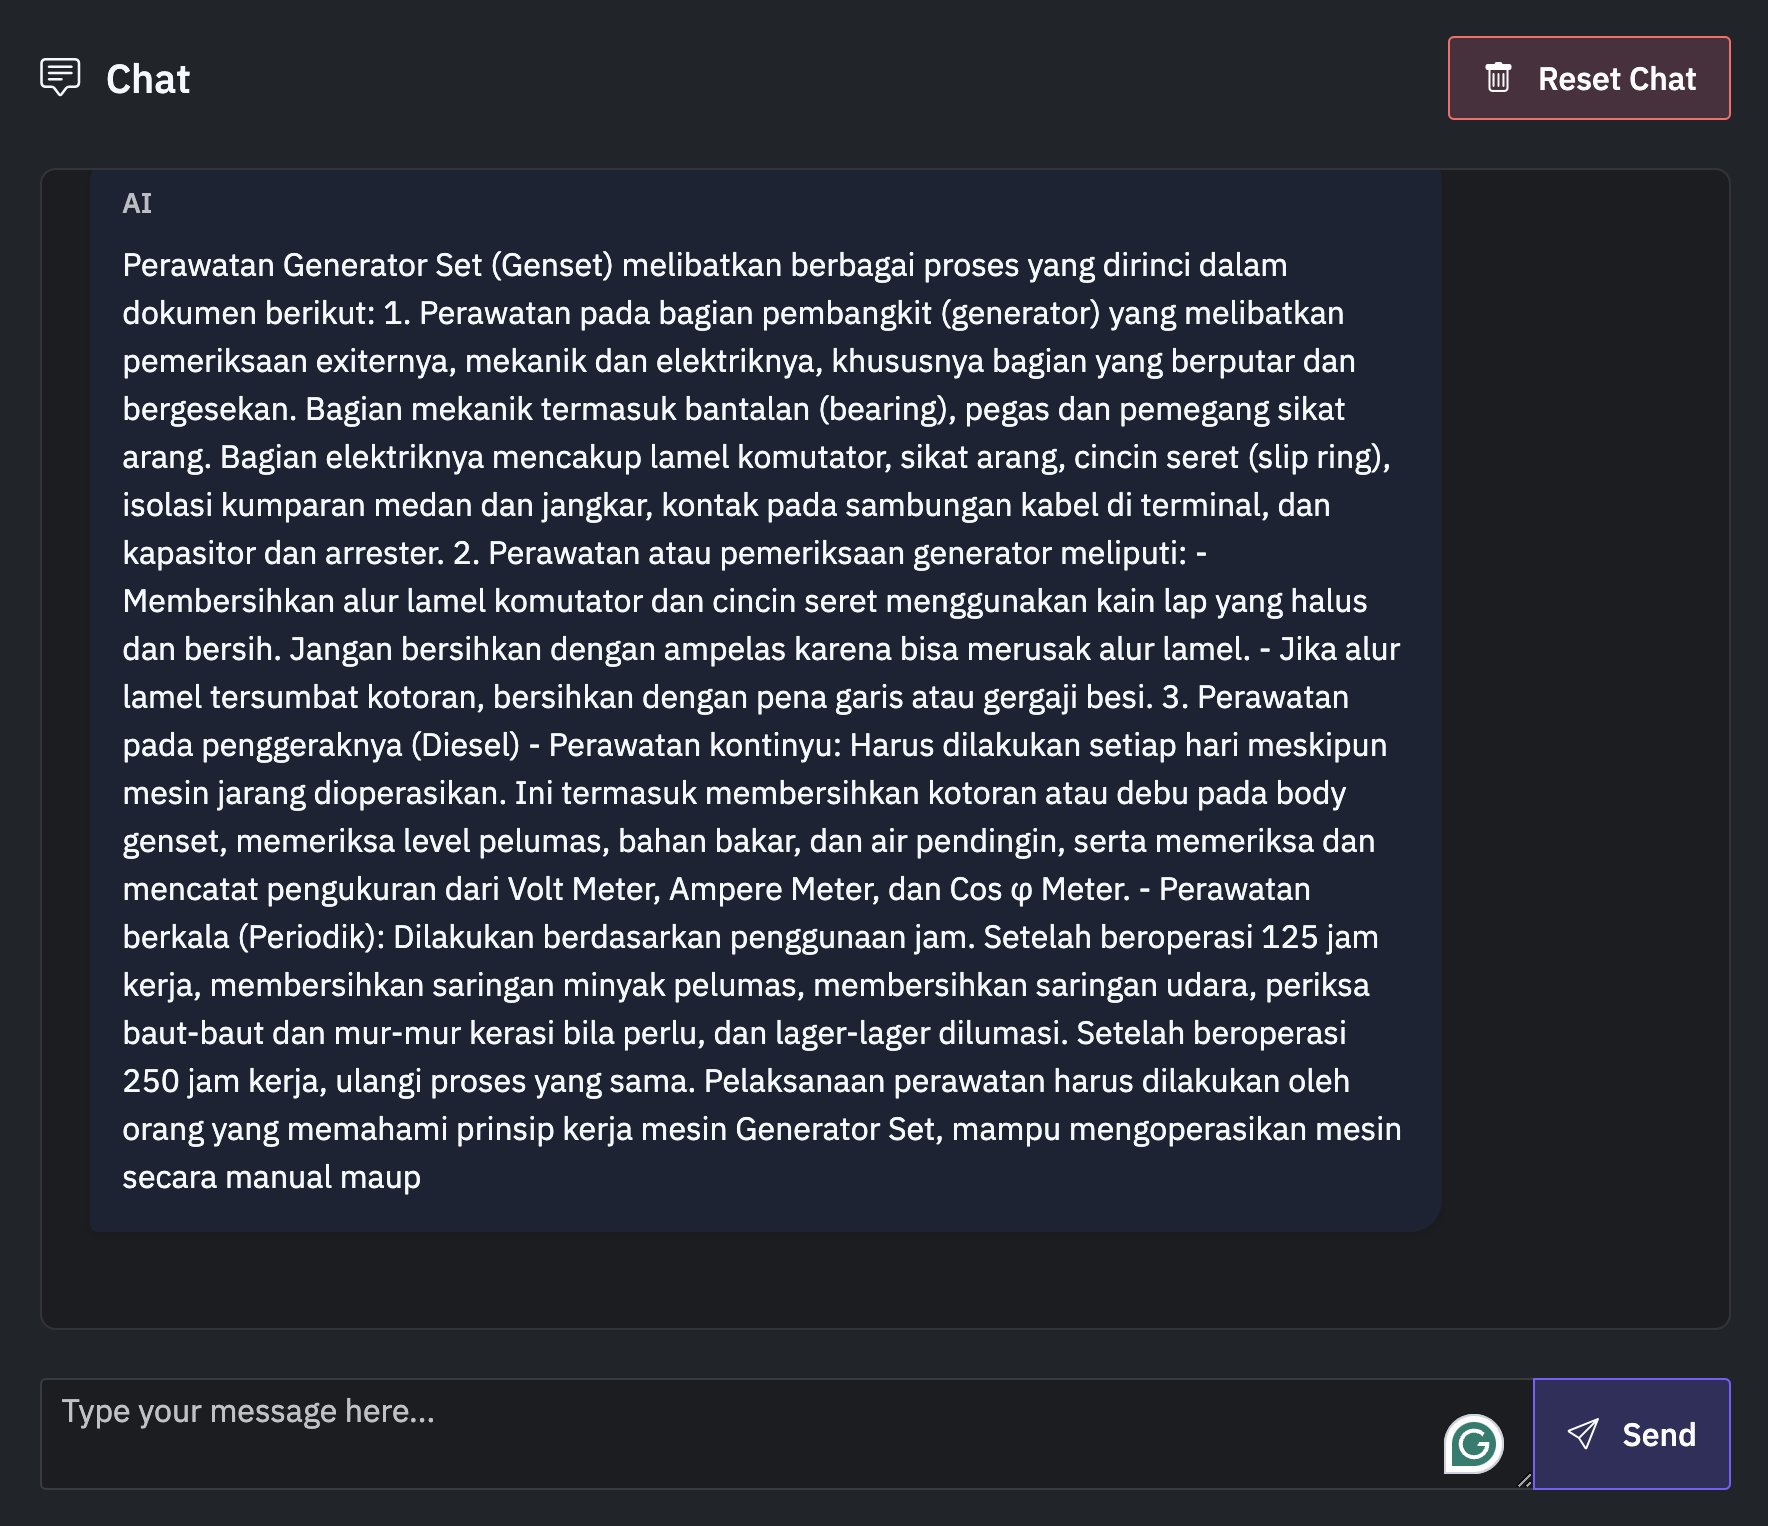 Chat
Reset Chat
AI
Perawatan Generator Set (Genset) melibatkan berbagai proses yang dirinci dalam
dokumen berikut: 1. Perawatan pada bagian pembangkit (generator) yang melibatkan
pemeriksaan exiternya, mekanik dan elektriknya, khususnya bagian yang berputar dan
bergesekan. Bagian mekanik termasuk bantalan (bearing), pegas dan pemegang sikat
arang. Bagian elektriknya mencakup lamel komutator, sikat arang, cincin seret (slip ring),
isolasi kumparan medan dan jangkar, kontak pada sambungan kabel di terminal, dan
kapasitor dan arrester. 2. Perawatan atau pemeriksaan generator meliputi: -
Membersihkan alur lamel komutator dan cincin seret menggunakan kain lap yang halus
dan bersih. Jangan bersihkan dengan ampelas karena bisa merusak alur lamel. - Jika alur
lamel tersumbat kotoran, bersihkan dengan pena garis atau gergaji besi. 3. Perawatan
pada penggeraknya (Diesel) - Perawatan kontinyu: Harus dilakukan setiap hari meskipun
mesin jarang dioperasikan. Ini termasuk membersihkan kotoran atau debu pada body
genset, memeriksa level pelumas, bahan bakar, dan air pendingin, serta memeriksa dan
mencatat pengukuran dari Volt Meter, Ampere Meter, dan Cos φ Meter. - Perawatan
berkala (Periodik): Dilakukan berdasarkan penggunaan jam. Setelah beroperasi 125 jam
kerja, membersihkan saringan minyak pelumas, membersihkan saringan udara, periksa
baut-baut dan mur-mur kerasi bila perlu, dan lager-lager dilumasi. Setelah beroperasi
250 jam kerja, ulangi proses yang sama. Pelaksanaan perawatan harus dilakukan oleh
orang yang memahami prinsip kerja mesin Generator Set, mampu mengoperasikan mesin
secara manual maup
Type your message here...
Send